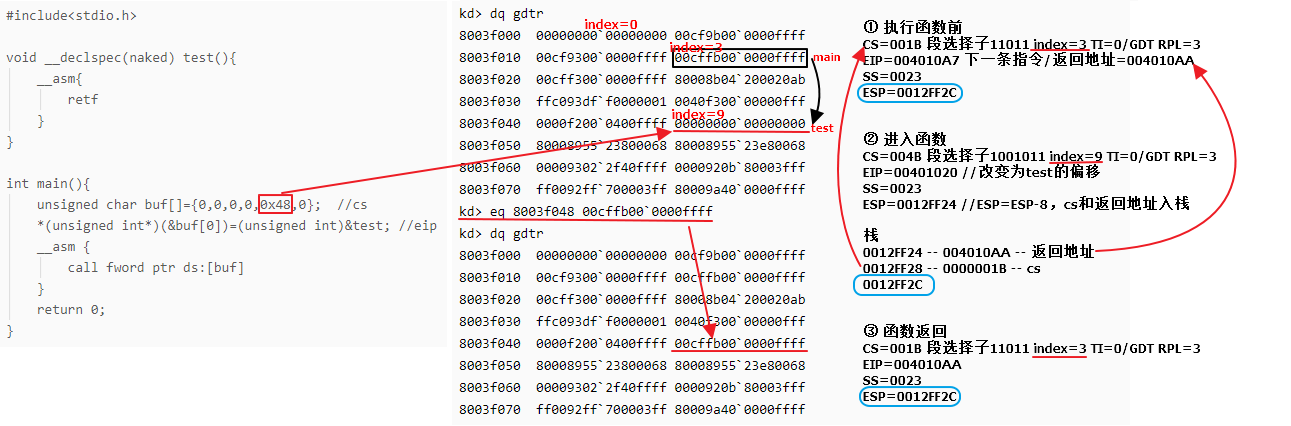 #include<stdio.h>
void __declspec(naked) test(){
__asm{
retf
}
}
int main(){
unsigned char buf[]={0,0,0,0,0x48,0}; //cs
*(unsigned int*)(&buf[0])=(unsigned int)&test; //eip
__asm {
call fword ptr ds:[buf]
}
return 0;
}
kd> dq gdtr
index=0
8003f000 00000000`00000000 00cf9b00`0000ffff
index=3
8003f010 00cf9300`0000ffff 00cffb00`0000ffff main
8003f020 00cff300`0000ffff 80008b04`200020ab
8003f030 ffc093df`f0000001 0040f300`00000fff
index=9
8003f040 0000f200`0400ffff 00000000`00000000 test
8003f050 80008955`23800068 80008955`23e80068
8003f060 00009302`2f40ffff 0000920b`80003fff
8003f070 ff0092ff`700003ff 80009a40`0000ffff
kd> eq 8003f048 00cffb00`0000ffff
kd> dq gdtr
8003f000 00000000`00000000 00cf9b00`0000ffff
8003f010 00cf9300`0000ffff 00cffb00`0000ffff
8003f020 00cff300`0000ffff 80008b04`200020ab
8003f030 ffc093df`f0000001 0040f300`00000fff
8003f040 0000f200`0400ffff 00cffb00`0000ffff
8003f050 80008955`23800068 80008955`23e80068
8003f060 00009302`2f40ffff 0000920b`80003fff
8003f070 ff0092ff`700003ff 80009a40`0000ffff
① 执行函数前
CS=001B 段选择子11011 index=3 TI=0/GDT RPL=3
EIP=004010A7 下一条指令/返回地址=004010AA
SS=0023
ESP=0012FF2C
② 进入函数
CS=004B 段选择子1001011 index=9 TI=0/GDT RPL=3
EIP=00401020 //改变为test的偏移
SS=0023
ESP=0012FF24 //ESP=ESP-8，cs和返回地址入栈
栈
0012FF24 -- 004010AA -- 返回地址
0012FF28 -- 0000001B -- cs
0012FF2C
③ 函数返回
CS=001B 段选择子11011 index=3 TI=0/GDT RPL=3
EIP=004010AA
SS=0023
ESP=0012FF2C